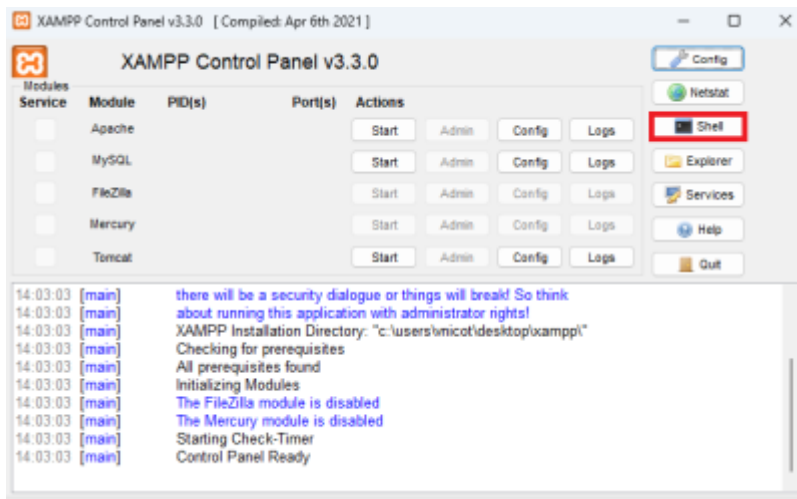 XAMPP Control Panel v3.3.0 [ Compiled: Apr 6th 2021 ]
XAMPP Control Panel v3.3.0
Config
Modules
Service Module PID(s) Port(s) Actions
Netstat
Apache Start Admin Config Logs
Shell
MySQL Start Admin Config Logs
Explorer
FileZilla Start Admin Config Logs
Services
Mercury Start Admin Config Logs
Help
Tomcat Start Admin Config Logs
Quit
14:03:03 [main] there will be a security dialogue or things will break! So think
14:03:03 [main] about running this application with administrator rights!
14:03:03 [main] XAMPP Installation Directory: "c:\users\vnicot\desktop\xampp\"
14:03:03 [main] Checking for prerequisites
14:03:03 [main] All prerequisites found
14:03:03 [main] Initializing Modules
14:03:03 [main] The FileZilla module is disabled
14:03:03 [main] The Mercury module is disabled
14:03:03 [main] Starting Check-Timer
14:03:03 [main] Control Panel Ready